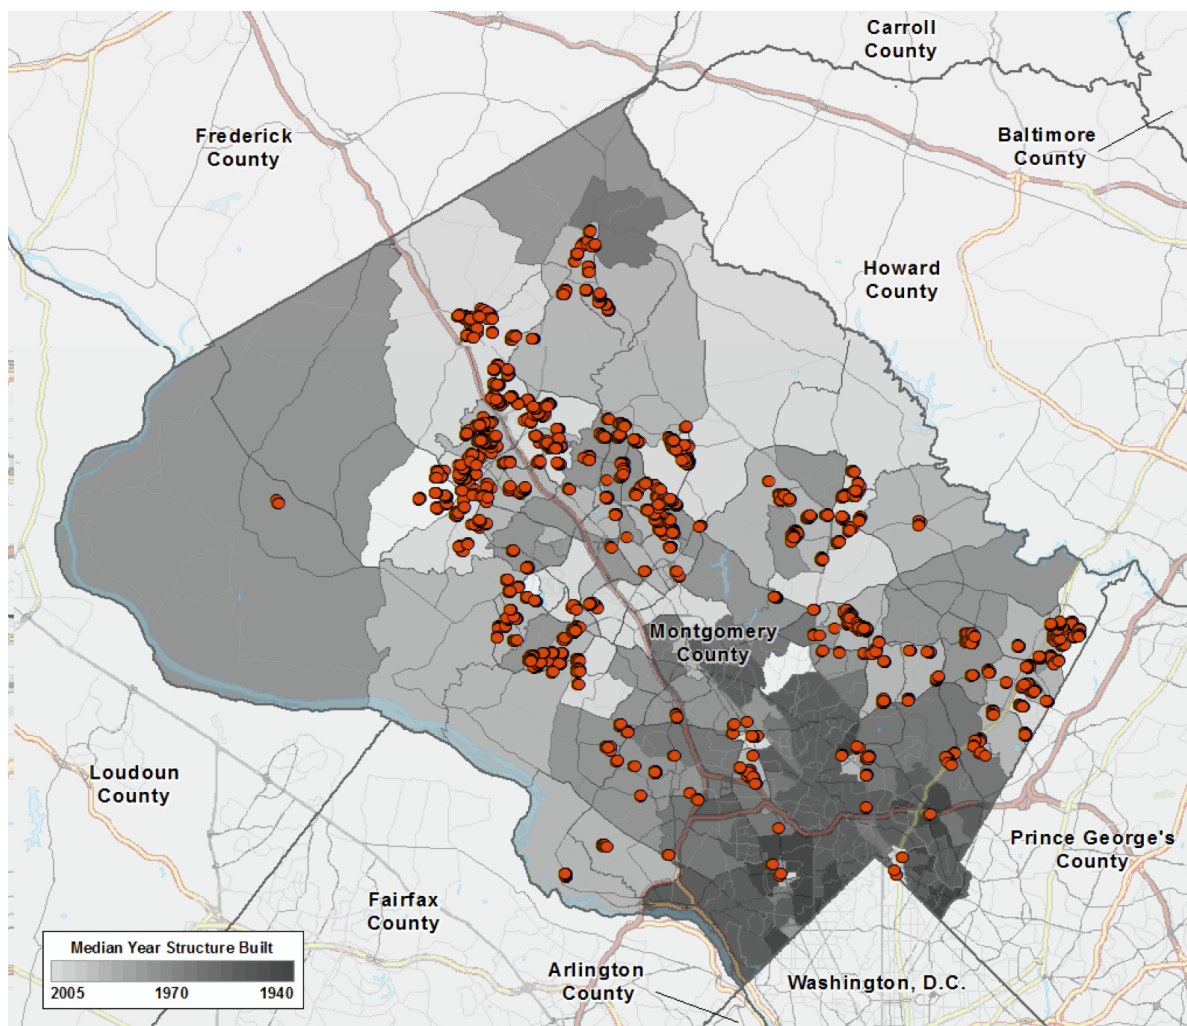 Carroll
County
Frederick
County
Baltimore
County
Howard
County
Montgomery
County
Loudoun
County
Prince George's
County
Fairfax
County
Median Year Structure Built
2005 1970 1940
Arlington
County
Washington, D.C.